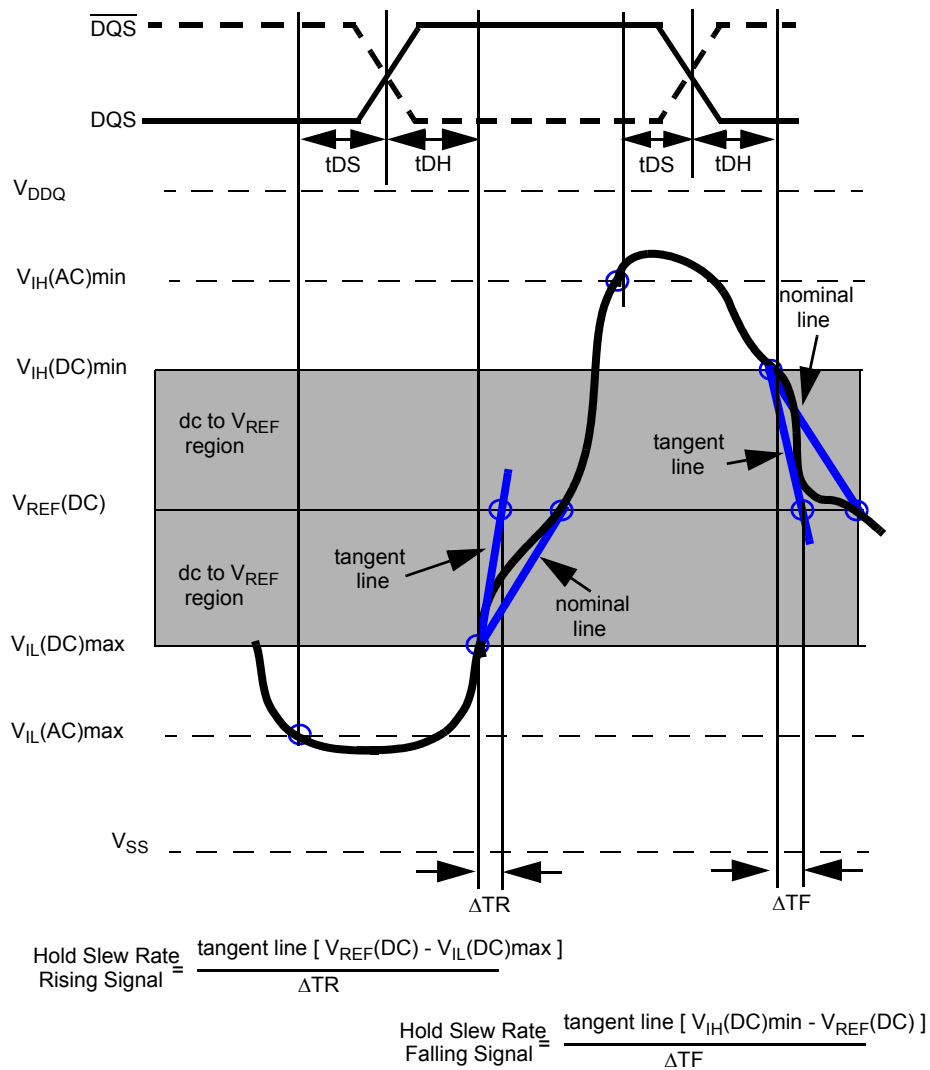 DQS
DQS
tDS
tDH
tDS
tDH
VDDQ
VIH(AC)min
nominal
line
VIH(DC)min
dc to VREF
region
tangent
line
VREF(DC)
tangent
line
dc to VREF
region
nominal
line
VIL(DC)max
VIL(AC)max
VSS
ΔTR
ΔTF
Hold Slew Rate
Rising Signal
=
tangent line [ VREF(DC) - VIL(DC)max ]
ΔTR
Hold Slew Rate
Falling Signal
=
tangent line [ VIH(DC)min - VREF(DC) ]
ΔTF